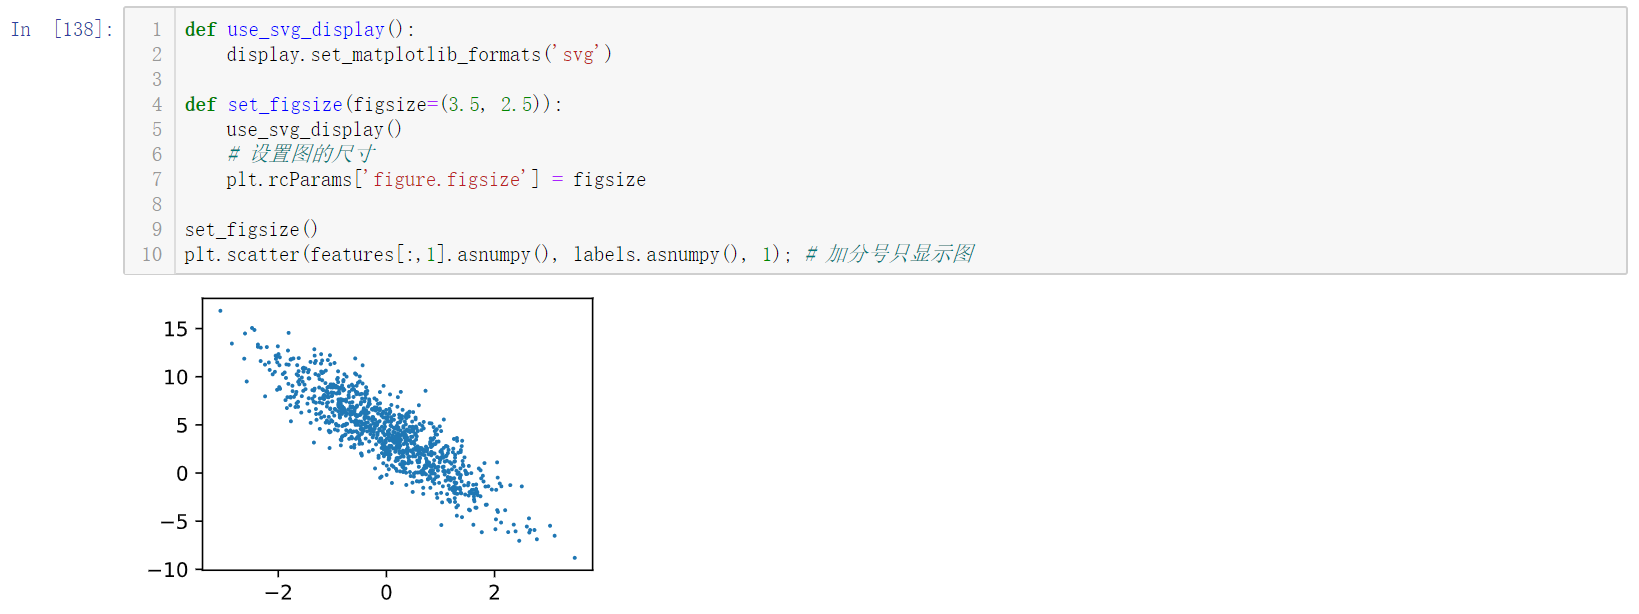 In [138]:
1 def use_svg_display():
2     display.set_matplotlib_formats('svg')
3
4 def set_figsize(figsize=(3.5, 2.5)):
5     use_svg_display()
6     # 设置图的尺寸
7     plt.rcParams['figure.figsize'] = figsize
8
9 set_figsize()
10 plt.scatter(features[:,1].asnumpy(), labels.asnumpy(), 1); # 加分号只显示图
15
10
5
0
−5
−10
−2 0 2